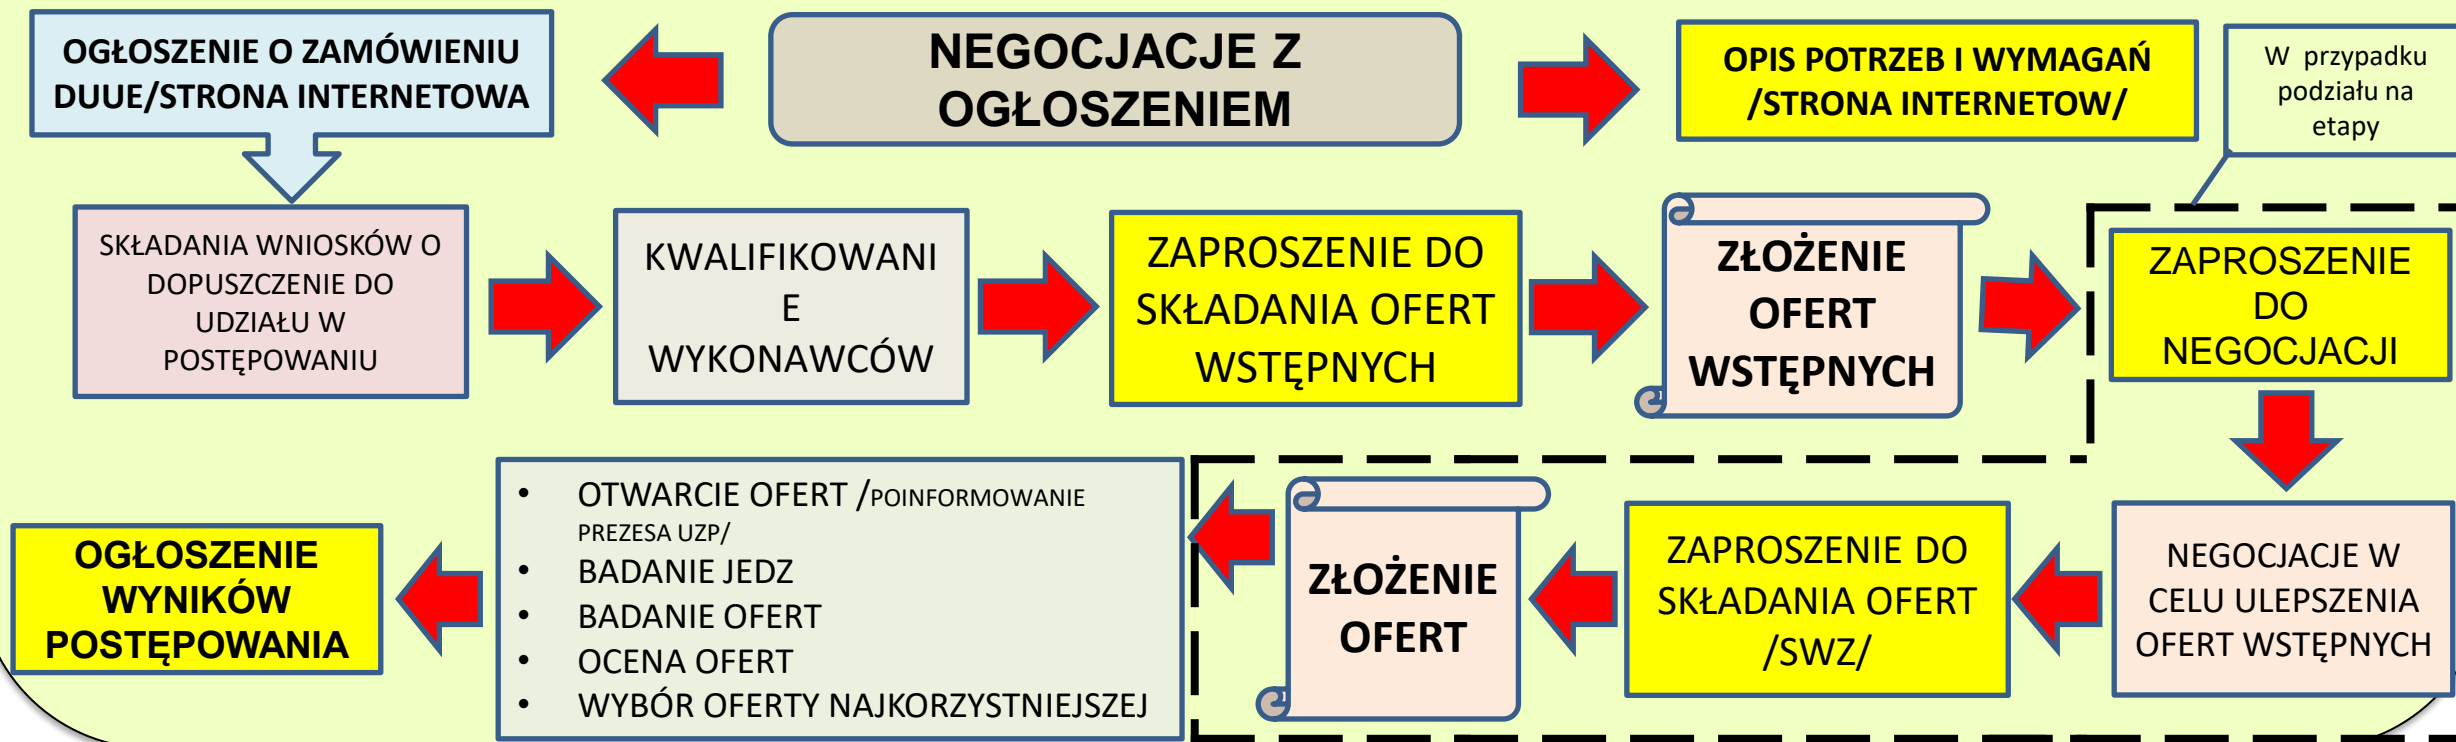 OGŁOSZENIE O ZAMÓWIENIU
DUUE/STRONA INTERNETOWA
NEGOCJACJE Z
OGŁOSZENIEM
OPIS POTRZEB I WYMAGAŃ
/STRONA INTERNETOW/
W przypadku
podziału na
etapy
SKŁADANIA WNIOSKÓW O
DOPUSZCZENIE DO
UDZIAŁU W
POSTĘPOWANIU
KWALIFIKOWANI
E
WYKONAWCÓW
ZAPROSZENIE DO
SKŁADANIA OFERT
WSTĘPNYCH
ZŁOŻENIE
OFERT
WSTĘPNYCH
ZAPROSZENIE
DO
NEGOCJACJI
NEGOCJACJE W
CELU ULEPSZENIA
OFERT WSTĘPNYCH
ZAPROSZENIE DO
SKŁADANIA OFERT
/SWZ/
ZŁOŻENIE
OFERT
• OTWARCIE OFERT /POINFORMOWANIE
PREZESA UZP/
• BADANIE JEDZ
• BADANIE OFERT
• OCENA OFERT
• WYBÓR OFERTY NAJKORZYSTNIEJSZEJ
OGŁOSZENIE
WYNIKÓW
POSTĘPOWANIA